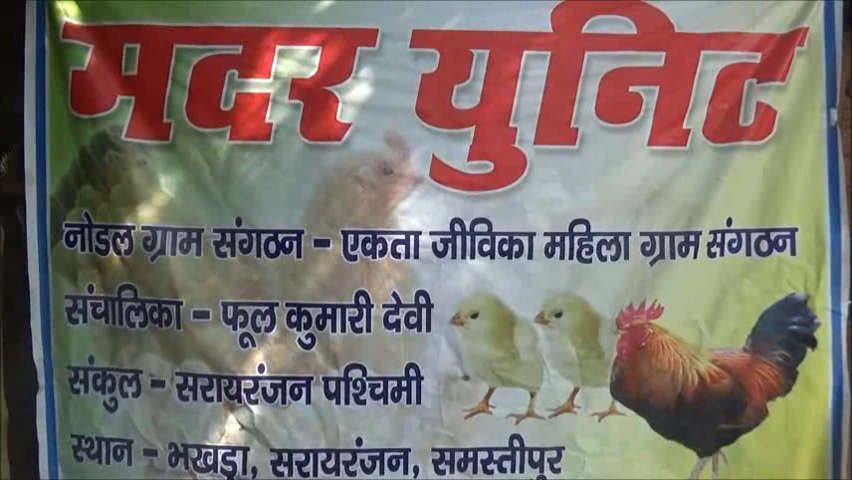 मदर युनिट
नोडल ग्राम संगठन - एकता जीविका महिला ग्राम संगठन
संचालिका - फूल कुमारी देवी
संकुल - सरायरंजन पश्चिमी
स्थान - भखड़ा, सरायरंजन, समस्तीपुर